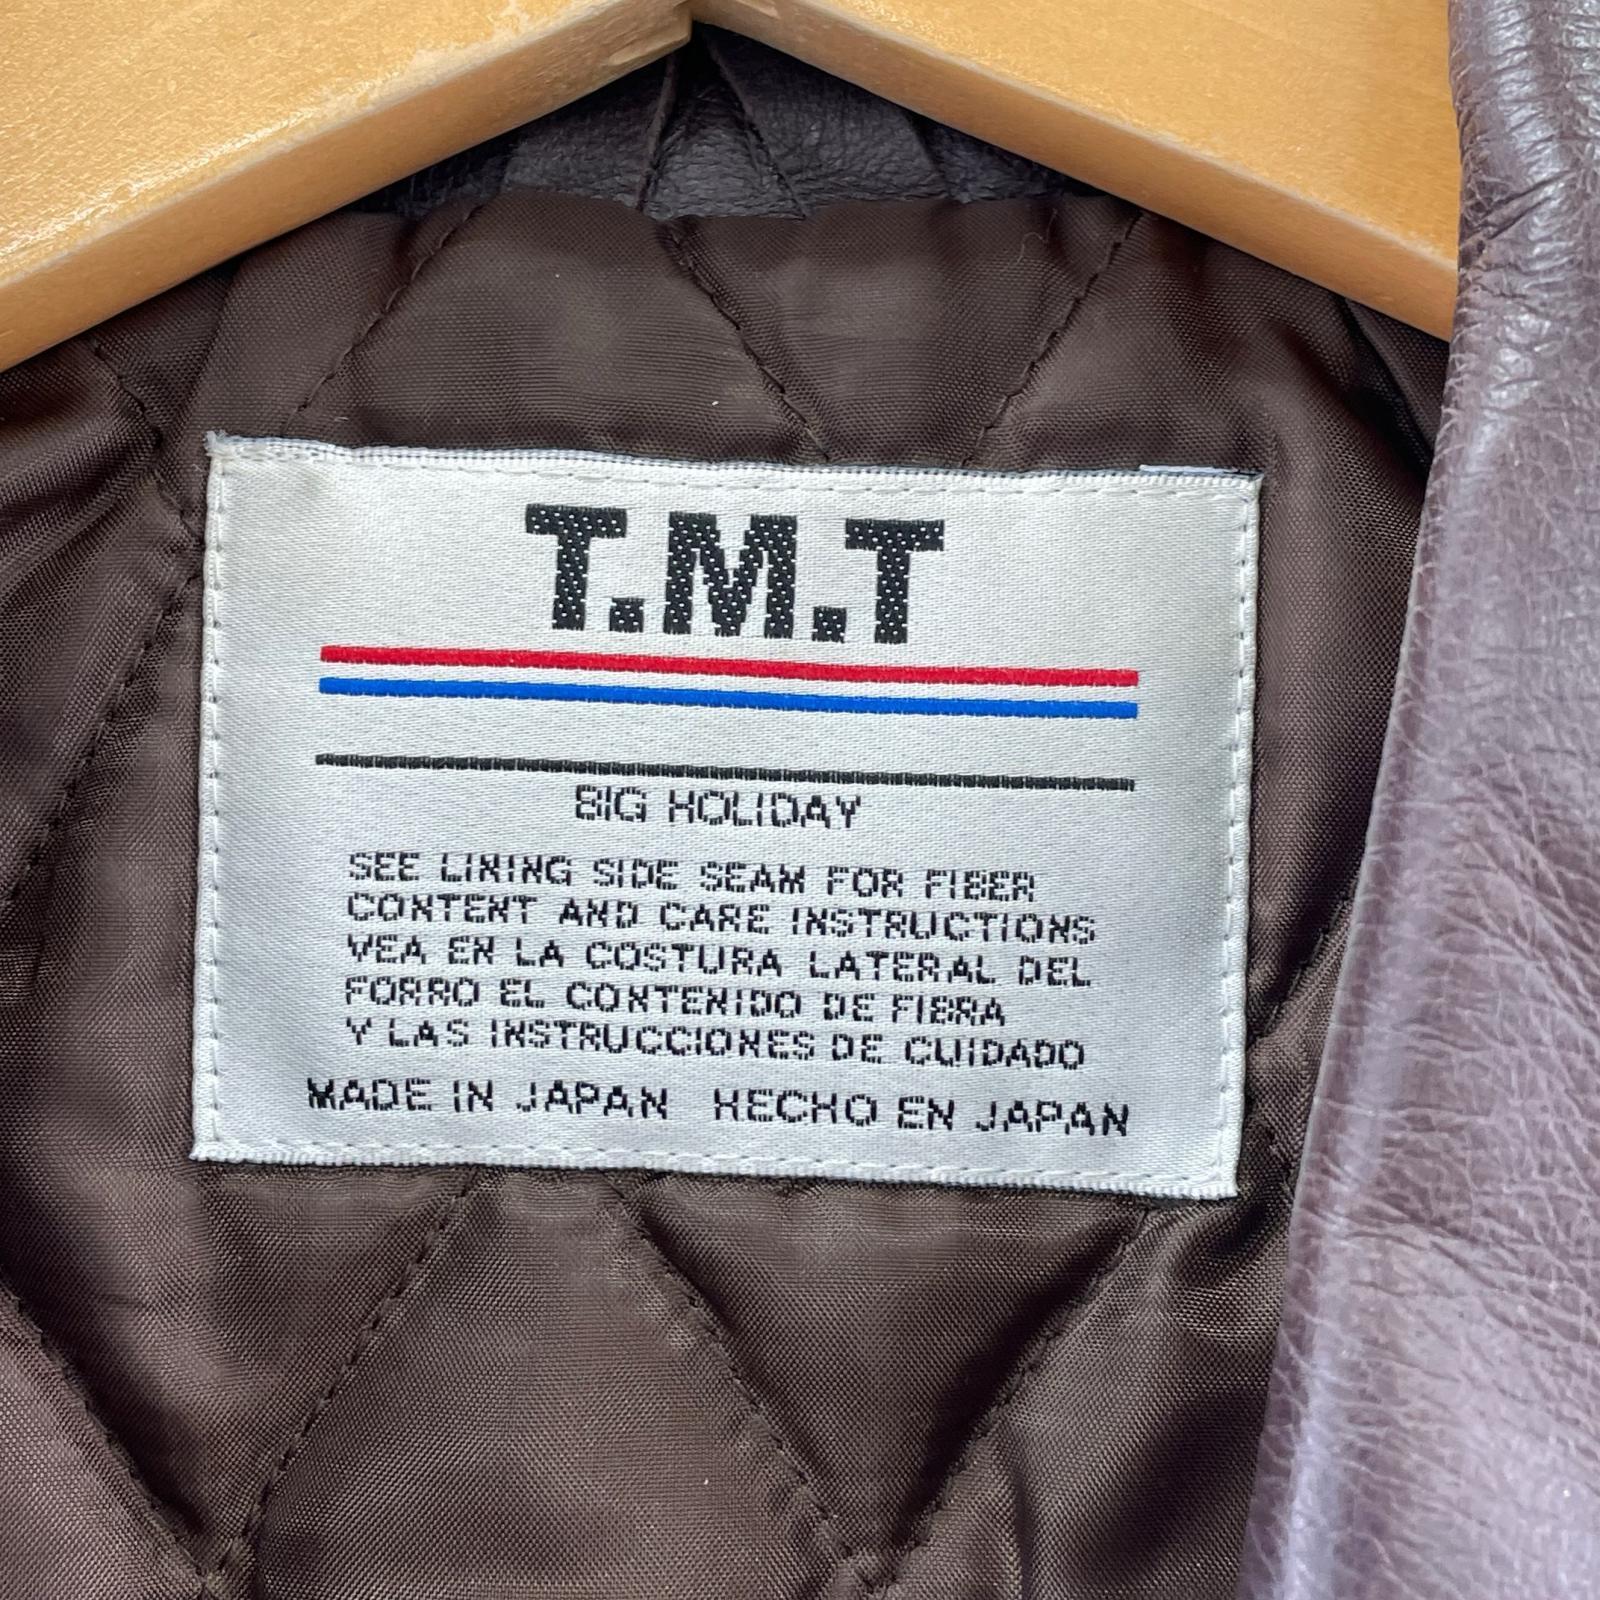 T.M.T
BIG HOLIDAY
SEE LINING SIDE SEAM FOR FIBER
CONTENT AND CARE INSTRUCTIONS
VEA EN LA COSTURA LATERAL DEL
FORRO EL CONTENIDO DE FIBRA
Y LAS INSTRUCCIONES DE CUIDADO
MADE IN JAPAN HECHO EN JAPAN